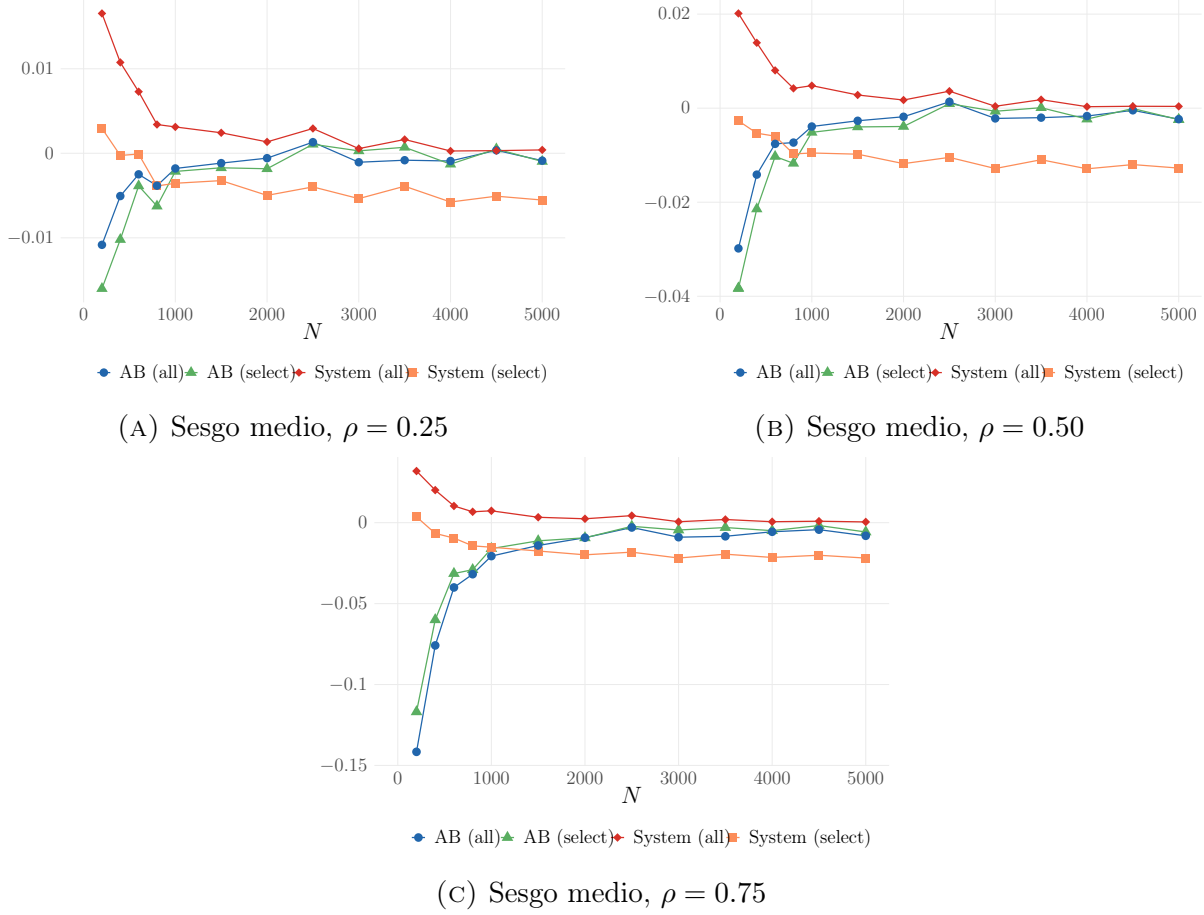 0.01
0
−0.01
0 1000 2000 3000 4000 5000
N
AB (all) AB (select) System (all) System (select)
(A) Sesgo medio, ρ = 0.25
0.02
0
−0.02
−0.04
0 1000 2000 3000 4000 5000
N
AB (all) AB (select) System (all) System (select)
(B) Sesgo medio, ρ = 0.50
0
−0.05
−0.1
−0.15
0 1000 2000 3000 4000 5000
N
AB (all) AB (select) System (all) System (select)
(C) Sesgo medio, ρ = 0.75